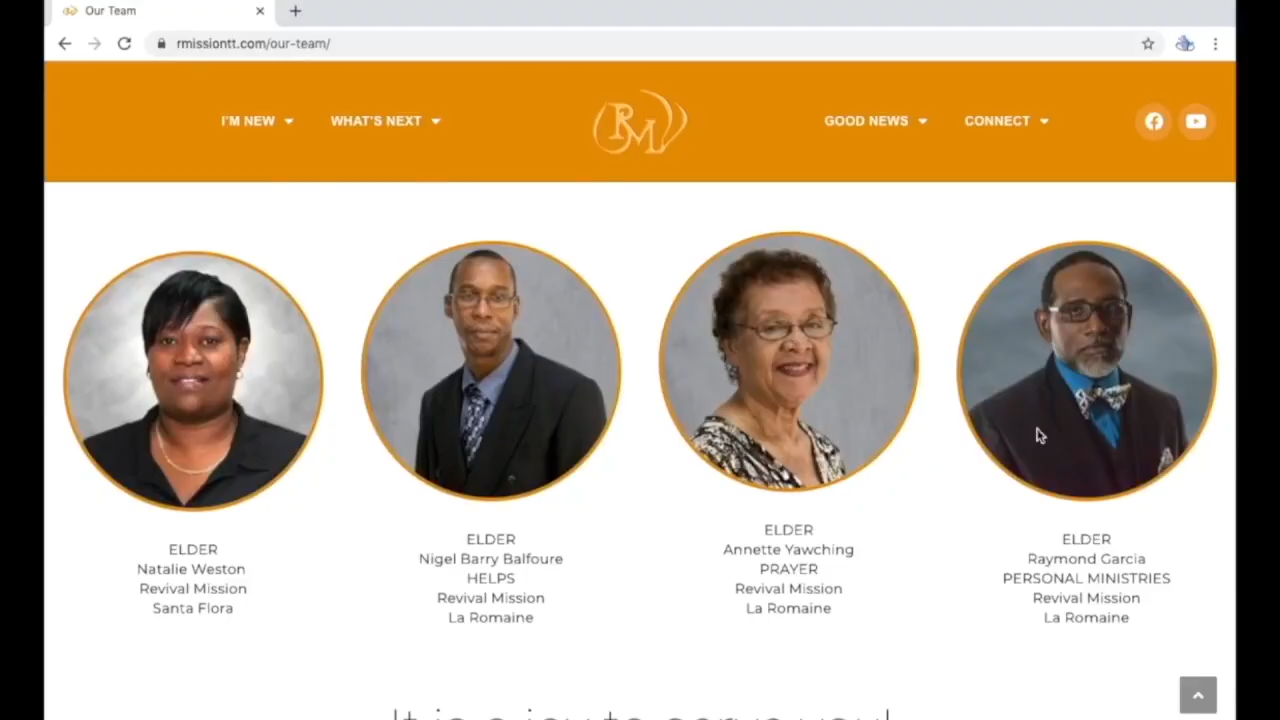 Our Team
rmissiontt.com/our-team/
I'M NEW
WHAT'S NEXT
RM
GOOD NEWS
CONNECT
ELDER
Natalie Weston
Revival Mission
Santa Flora
ELDER
Nigel Barry Balfoure
HELPS
Revival Mission
La Romaine
ELDER
Annette Yawching
PRAYER
Revival Mission
La Romaine
ELDER
Raymond Garcia
PERSONAL MINISTRIES
Revival Mission
La Romaine
It is a joy to serve you!